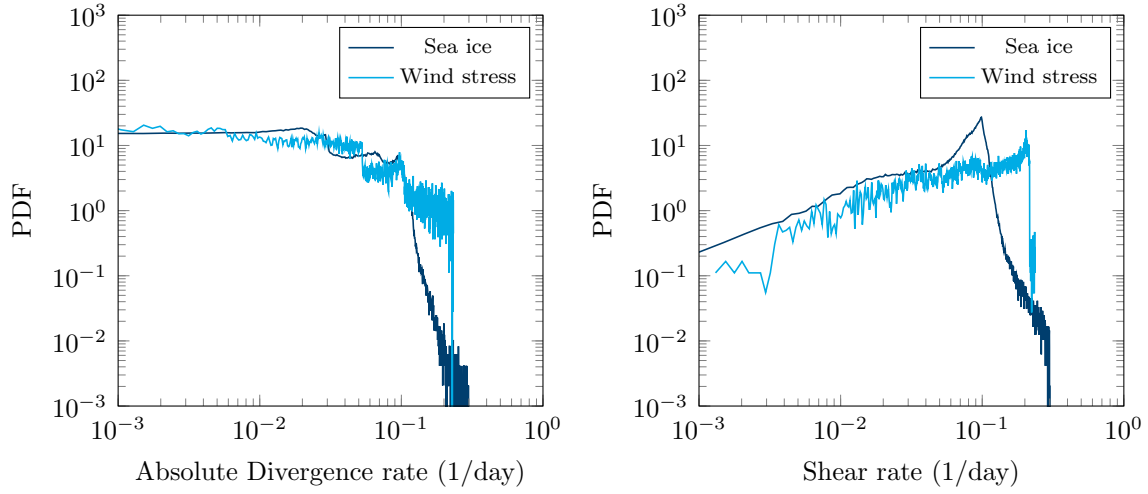 10^3
10^2
10^1
10^0
10^-1
10^-2
10^-3
PDF
Sea ice
Wind stress
10^-3 10^-2 10^-1 10^0
Absolute Divergence rate (1/day)
10^3
10^2
10^1
10^0
10^-1
10^-2
10^-3
PDF
Sea ice
Wind stress
10^-3 10^-2 10^-1 10^0
Shear rate (1/day)